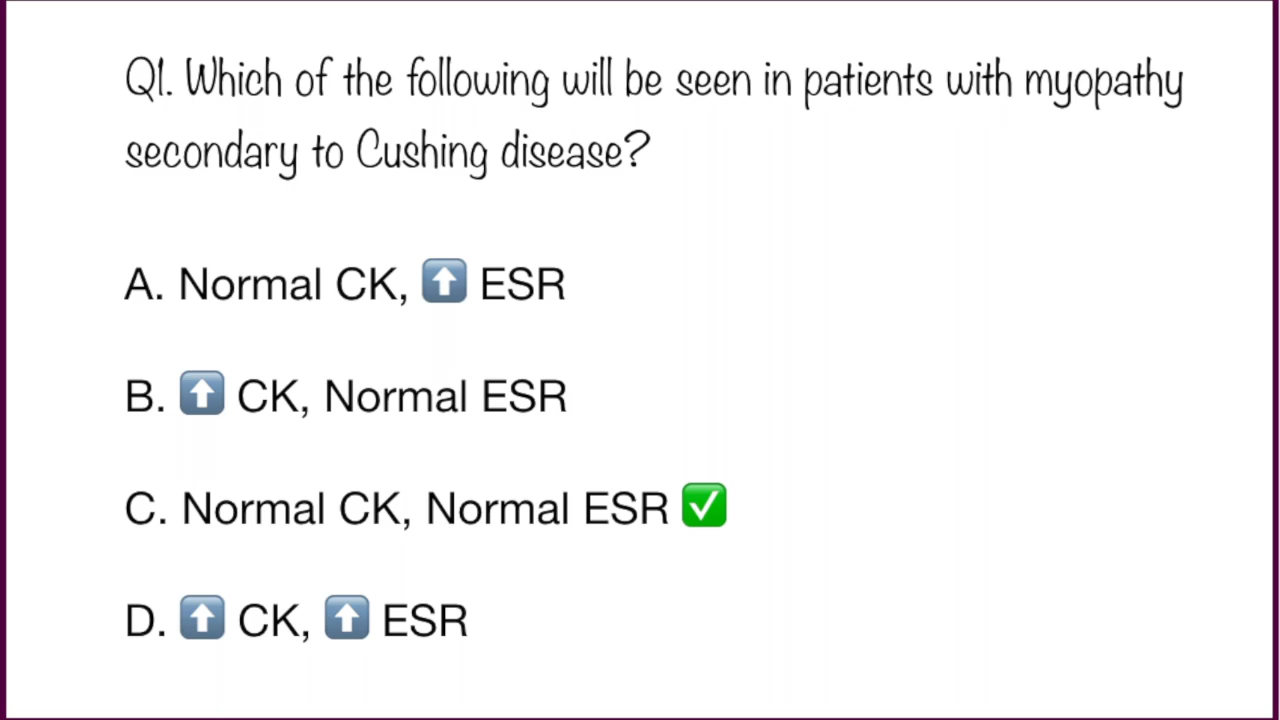 Q1. Which of the following will be seen in patients with myopathy
secondary to Cushing disease?
A. Normal CK, ⬆️ ESR
B. ⬆️ CK, Normal ESR
C. Normal CK, Normal ESR ✅
D. ⬆️ CK, ⬆️ ESR